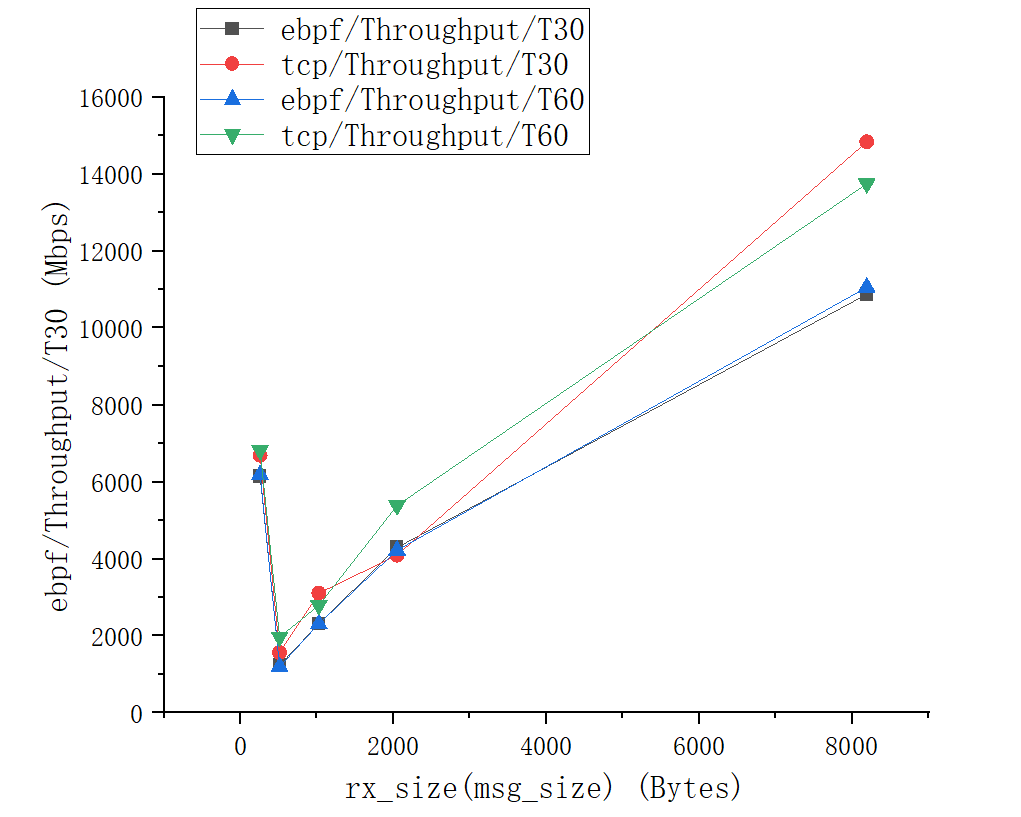 ebpf/Throughput/T30
tcp/Throughput/T30
ebpf/Throughput/T60
tcp/Throughput/T60
16000
14000
12000
10000
8000
6000
4000
2000
0
ebpf/Throughput/T30 (Mbps)
0 2000 4000 6000 8000
rx_size(msg_size) (Bytes)